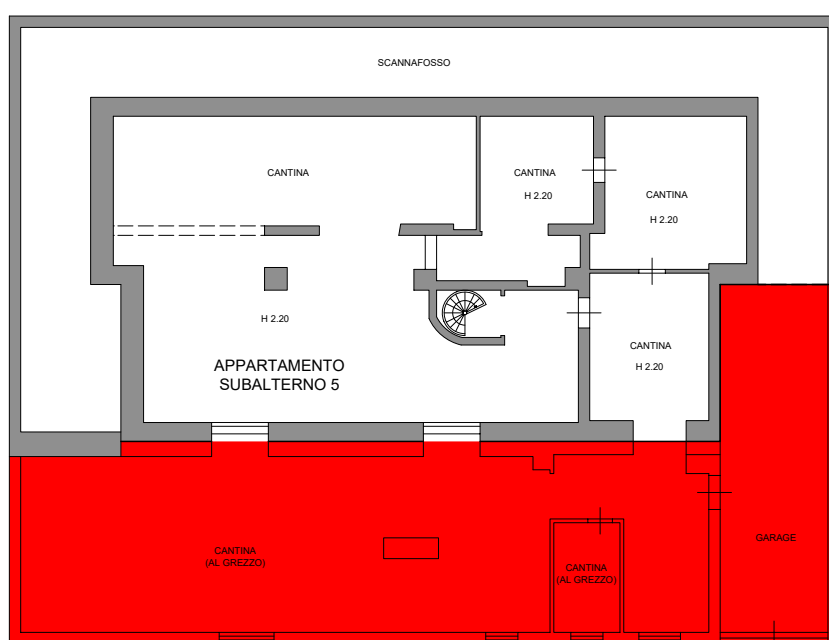 SCANNAFOSSO
CANTINA
CANTINA
H 2.20
CANTINA
H 2.20
H 2.20
CANTINA
H 2.20
APPARTAMENTO
SUBALTERNO 5
CANTINA
(AL GREZZO)
CANTINA
(AL GREZZO)
GARAGE